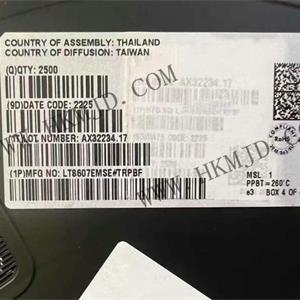 COUNTRY OF ASSEMBLY: THAILAND
COUNTRY OF DIFFUSION: TAIWAN
(Q)QTY: 2500
(9D)DATE CODE: 2225
(1T)LOT NUMBER: AX32234.17
(1P)MFG NO: LT8607EMSE#TRPBF
AX32234.17
MSL: 1
PPBT=260°C
e3 BOX 4 OF
WWW.HKMJD.COM
WWW.HKMJD.COM